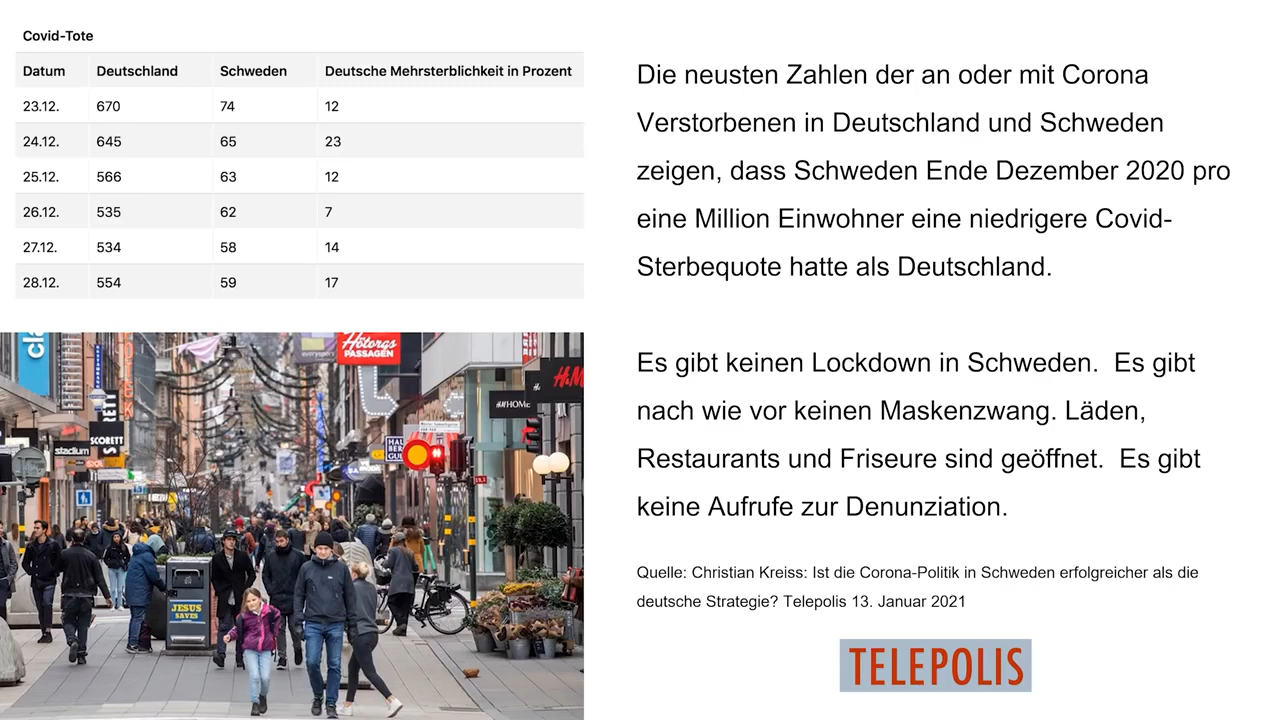 Covid-Tote
Datum Deutschland Schweden Deutsche Mehrsterblichkeit in Prozent
23.12. 670 74 12
24.12. 645 65 23
25.12. 566 63 12
26.12. 535 62 7
27.12. 534 58 14
28.12. 554 59 17
Die neusten Zahlen der an oder mit Corona
Verstorbenen in Deutschland und Schweden
zeigen, dass Schweden Ende Dezember 2020 pro
eine Million Einwohner eine niedrigere Covid-
Sterbequote hatte als Deutschland.
Es gibt keinen Lockdown in Schweden.  Es gibt
nach wie vor keinen Maskenzwang. Läden,
Restaurants und Friseure sind geöffnet.  Es gibt
keine Aufrufe zur Denunziation.
Quelle: Christian Kreiss: Ist die Corona-Politik in Schweden erfolgreicher als die
deutsche Strategie? Telepolis 13. Januar 2021
TELEPOLIS
Hötorgs
PASSAGEN
H&M
H&M HOME
SCORETT
stadium
JESUS
SAVES